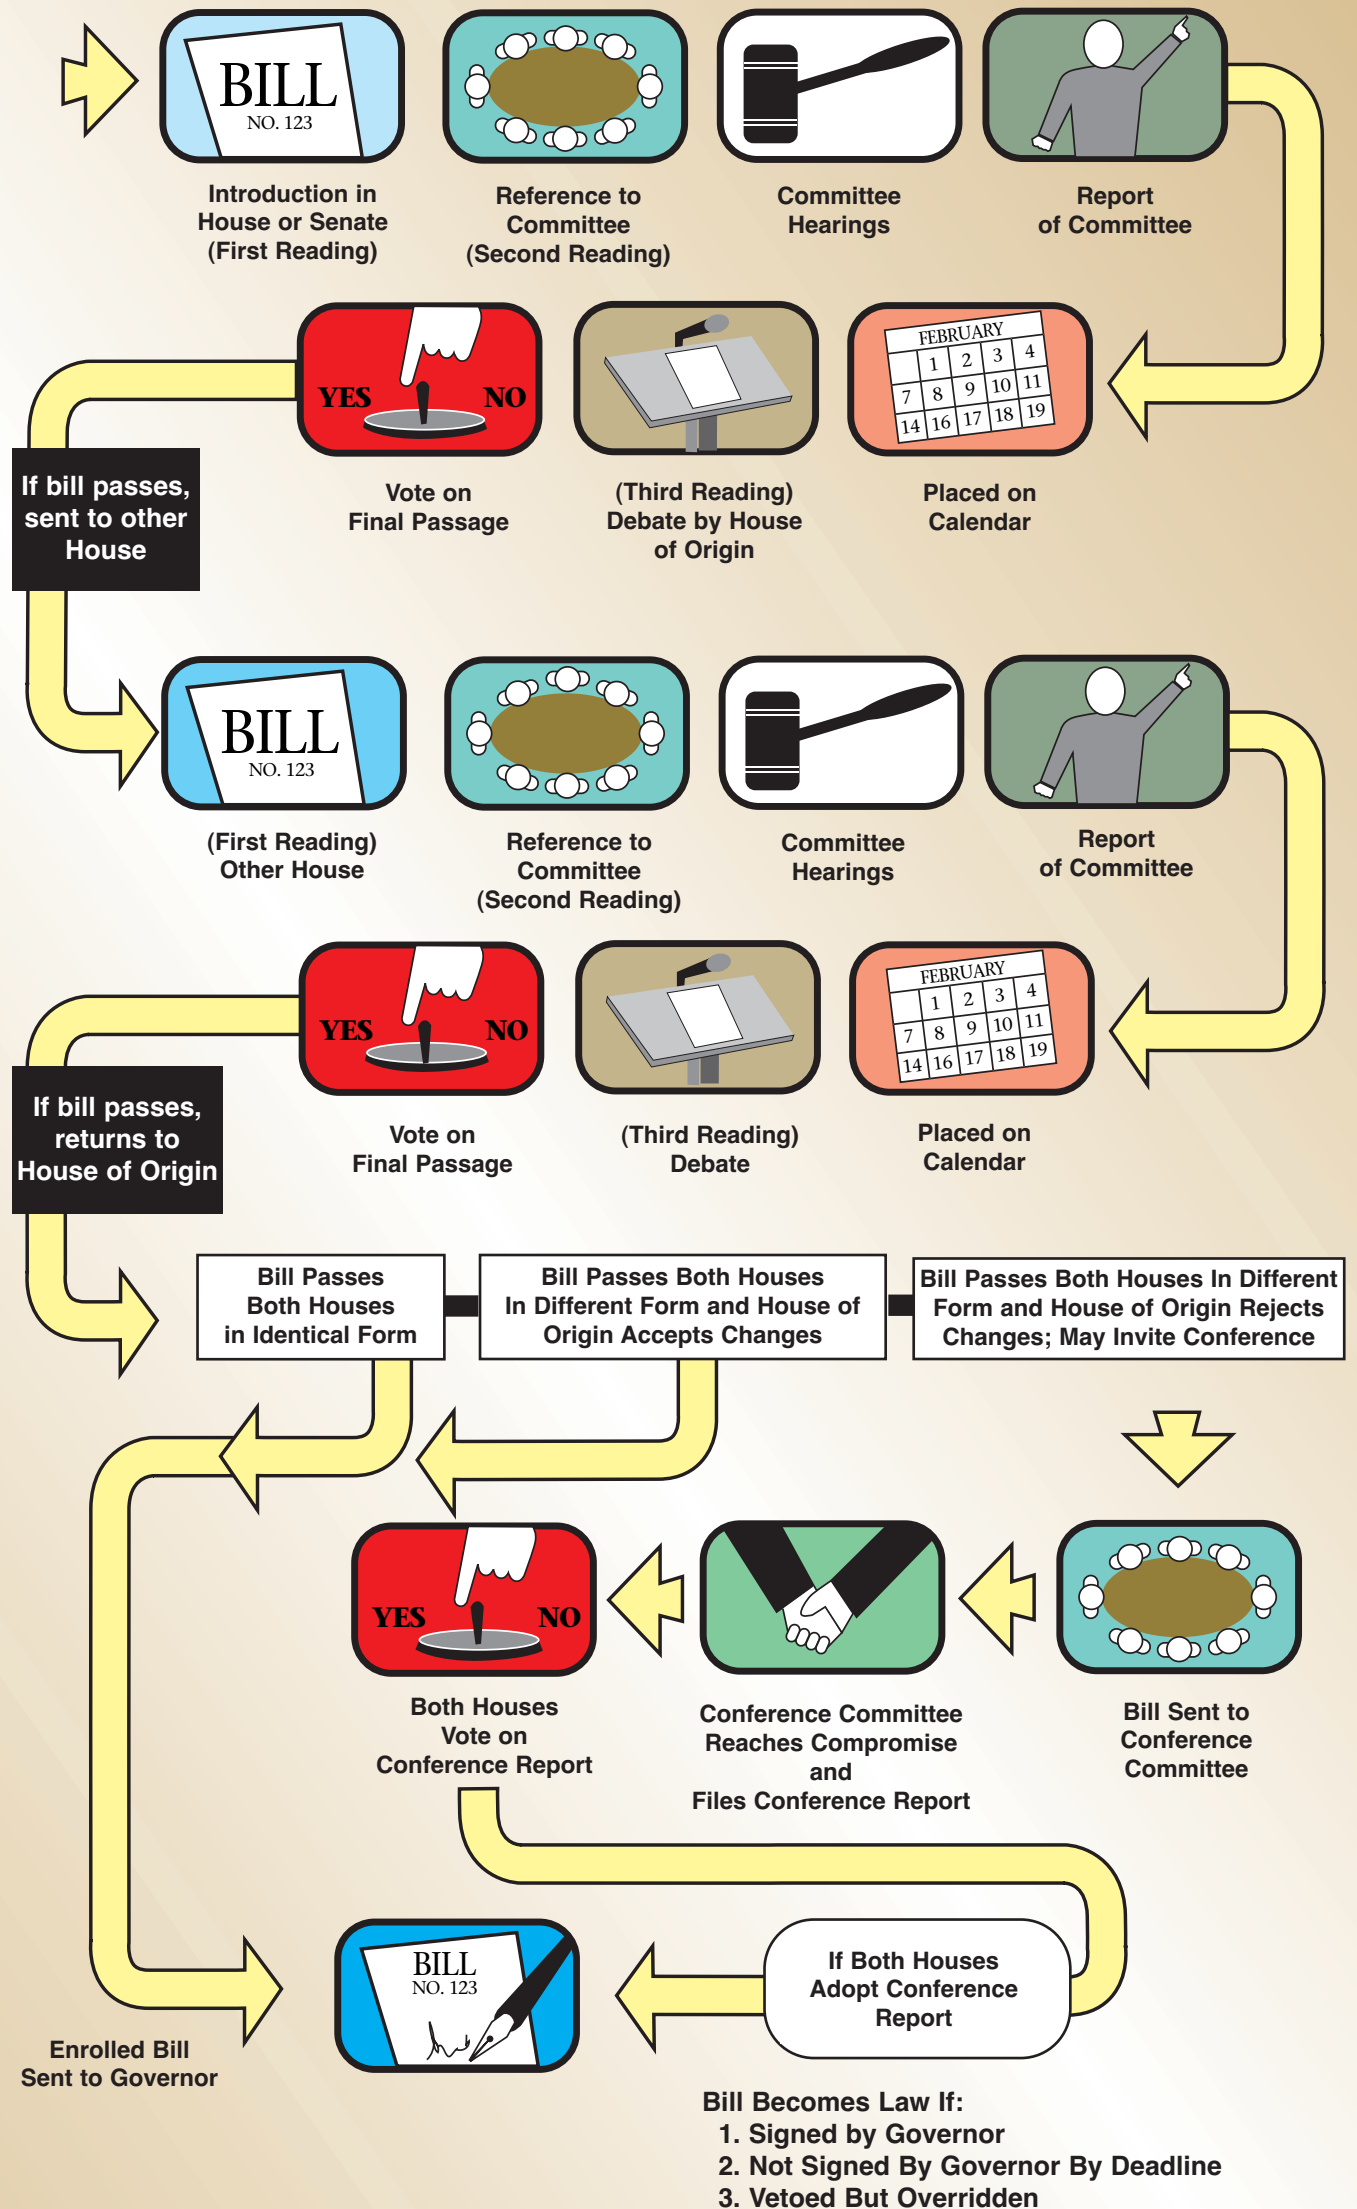 BILL
NO. 123
Introduction in
House or Senate
(First Reading)
Reference to
Committee
(Second Reading)
Committee
Hearings
Report
of Committee
FEBRUARY
1 2 3 4
7 8 9 10 11
14 16 17 18 19
Placed on
Calendar
(Third Reading)
Debate by House
of Origin
YES NO
Vote on
Final Passage
If bill passes,
sent to other
House
BILL
NO. 123
(First Reading)
Other House
Reference to
Committee
(Second Reading)
Committee
Hearings
Report
of Committee
FEBRUARY
1 2 3 4
7 8 9 10 11
14 16 17 18 19
Placed on
Calendar
(Third Reading)
Debate
YES NO
Vote on
Final Passage
If bill passes,
returns to
House of Origin
Bill Passes
Both Houses
in Identical Form
Bill Passes Both Houses
In Different Form and House of
Origin Accepts Changes
Bill Passes Both Houses In Different
Form and House of Origin Rejects
Changes; May Invite Conference
Bill Sent to
Conference
Committee
Conference Committee
Reaches Compromise
and
Files Conference Report
YES NO
Both Houses
Vote on
Conference Report
If Both Houses
Adopt Conference
Report
BILL
NO. 123
Enrolled Bill
Sent to Governor
Bill Becomes Law If:
1. Signed by Governor
2. Not Signed By Governor By Deadline
3. Vetoed But Overridden